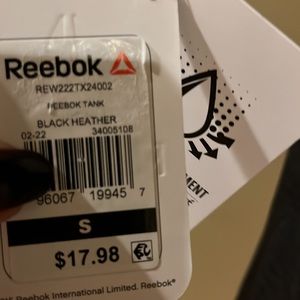 Reebok
REW222TX24002
REEBOK TANK
BLACK HEATHER
02-22 34005108
96067 19945 7
S
$17.98
Reebok International Limited. Reebok®